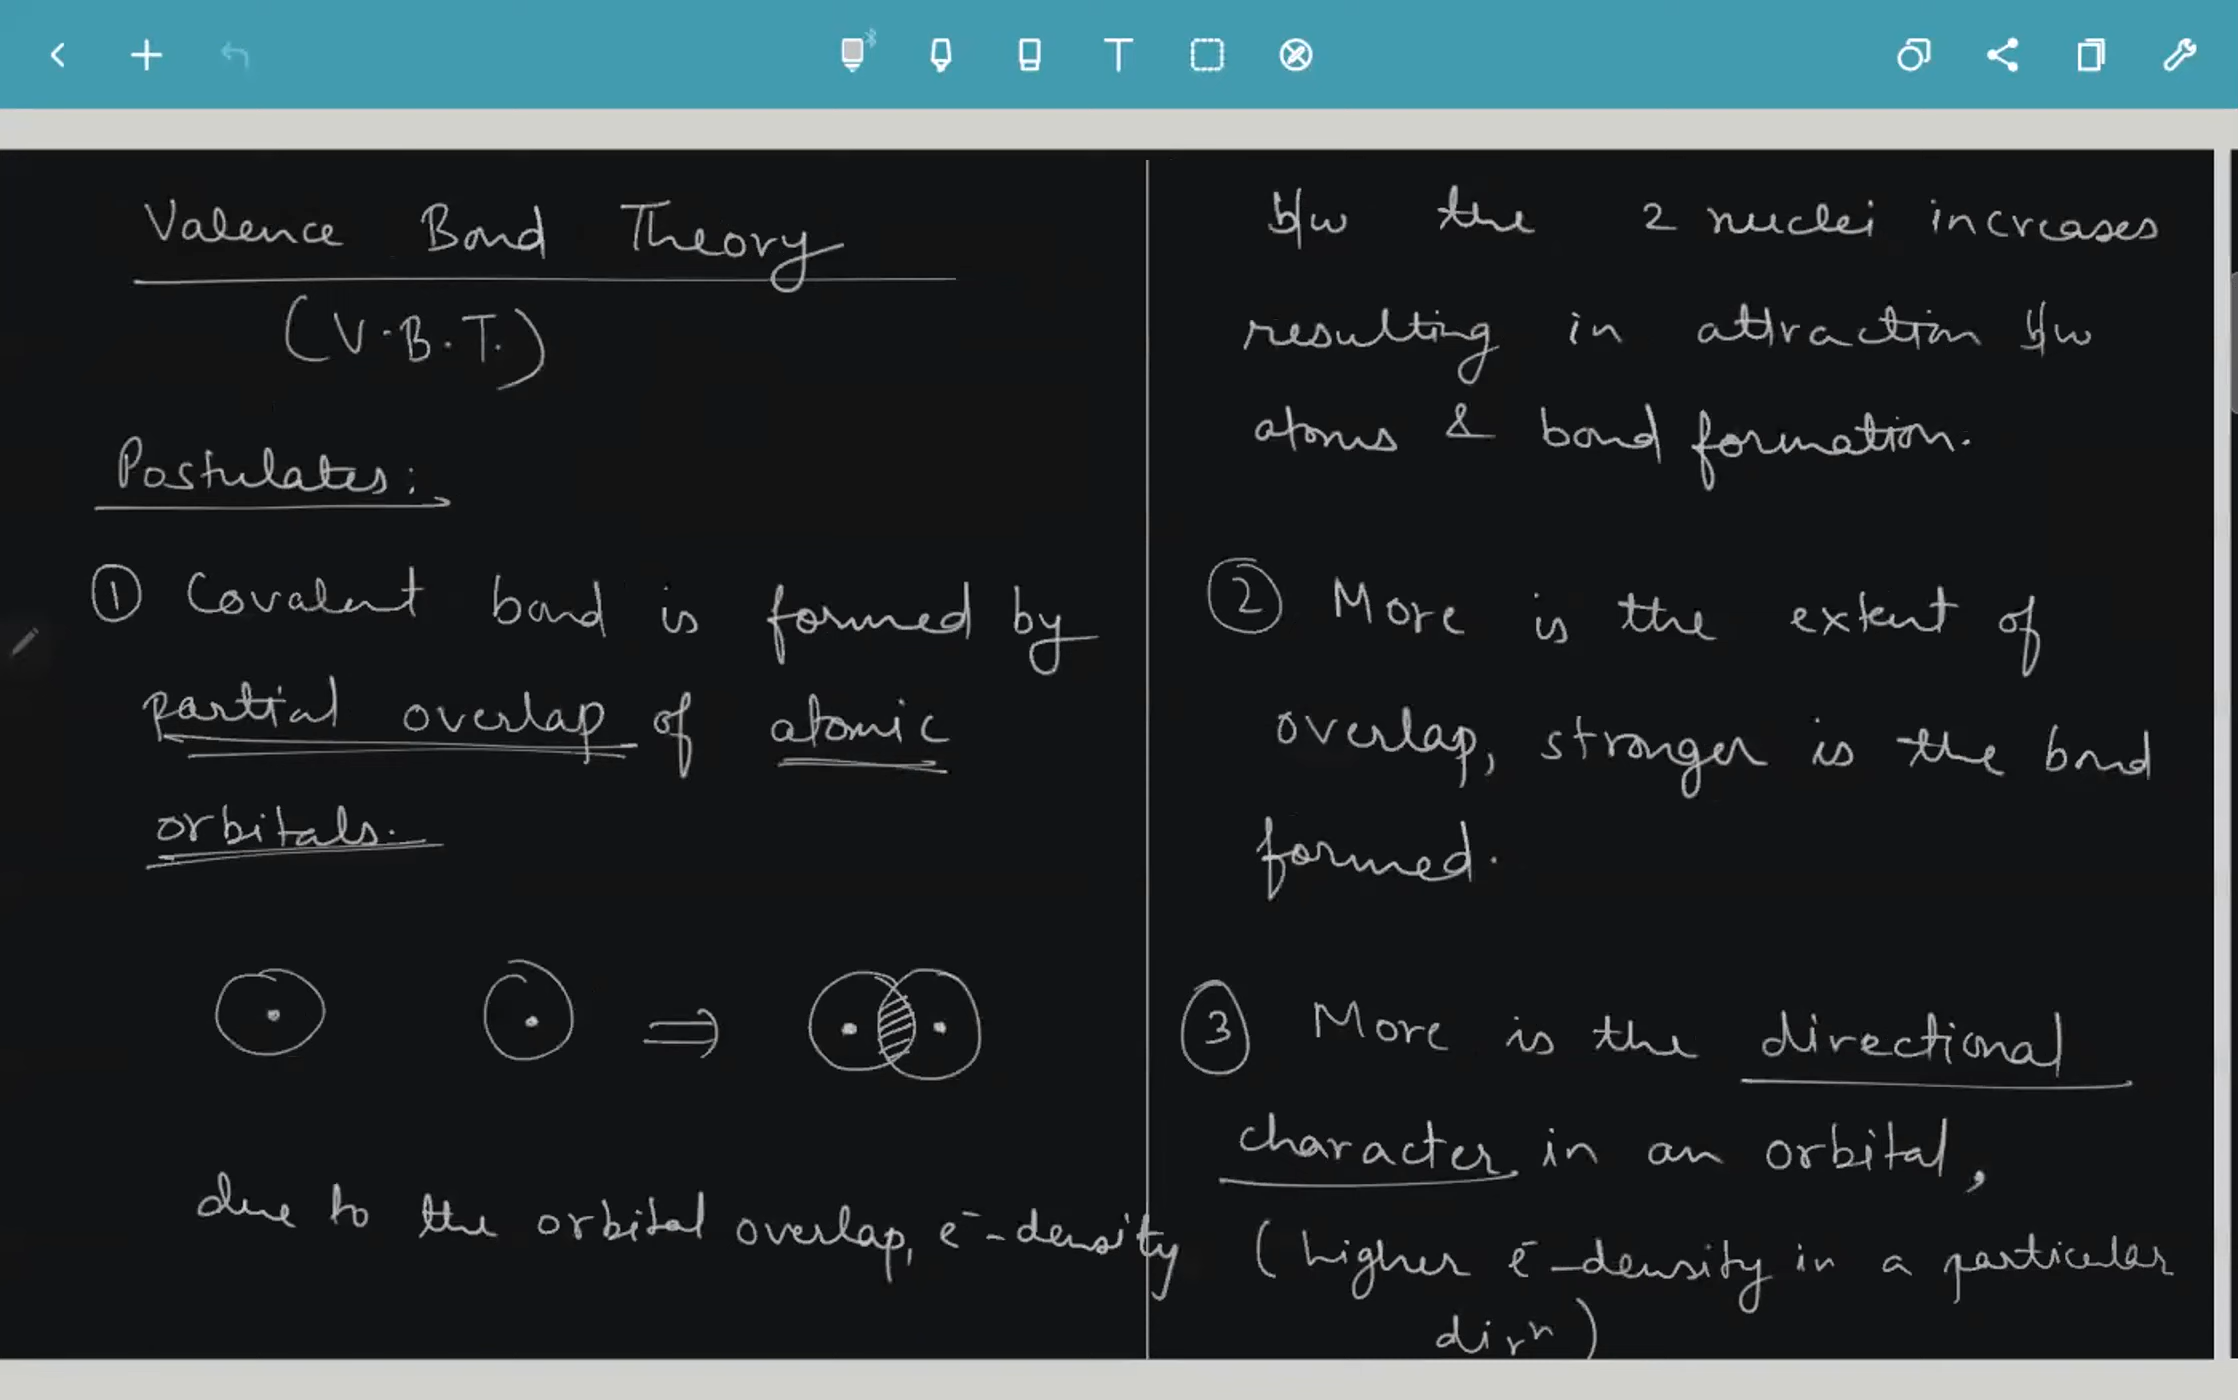 Valence Bond Theory
(V.B.T.)
Postulates:
① Covalent bond is formed by
partial overlap of atomic
orbitals.
due to the orbital overlap, e⁻-density
b/w the 2 nuclei increases
resulting in attraction b/w
atoms & bond formation.
② More is the extent of
overlap, stronger is the bond
formed.
③ More is the directional
character in an orbital,
(higher e⁻-density in a particular
dirⁿ)